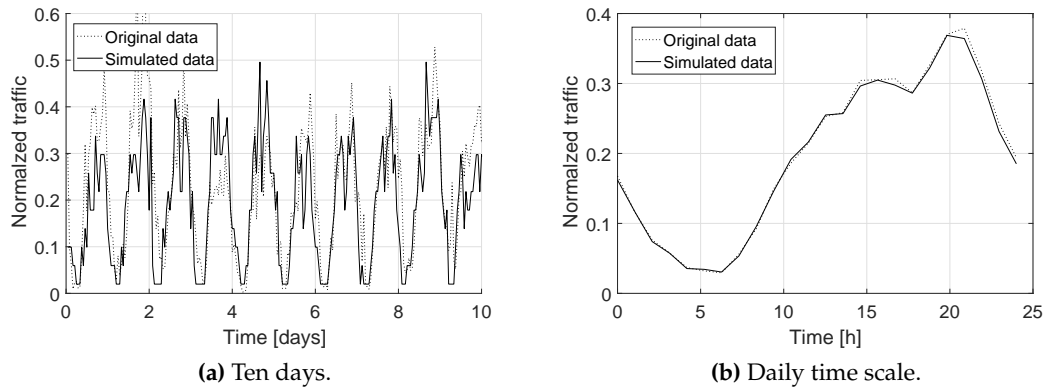 Normalzed traffic
0.6
0.5
0.4
0.3
0.2
0.1
0
Original data
Simulated data
0 2 4 6 8 10
Time [days]
(a) Ten days.
Normalzed traffic
0.4
0.3
0.2
0.1
0
Original data
Simulated data
0 5 10 15 20 25
Time [h]
(b) Daily time scale.